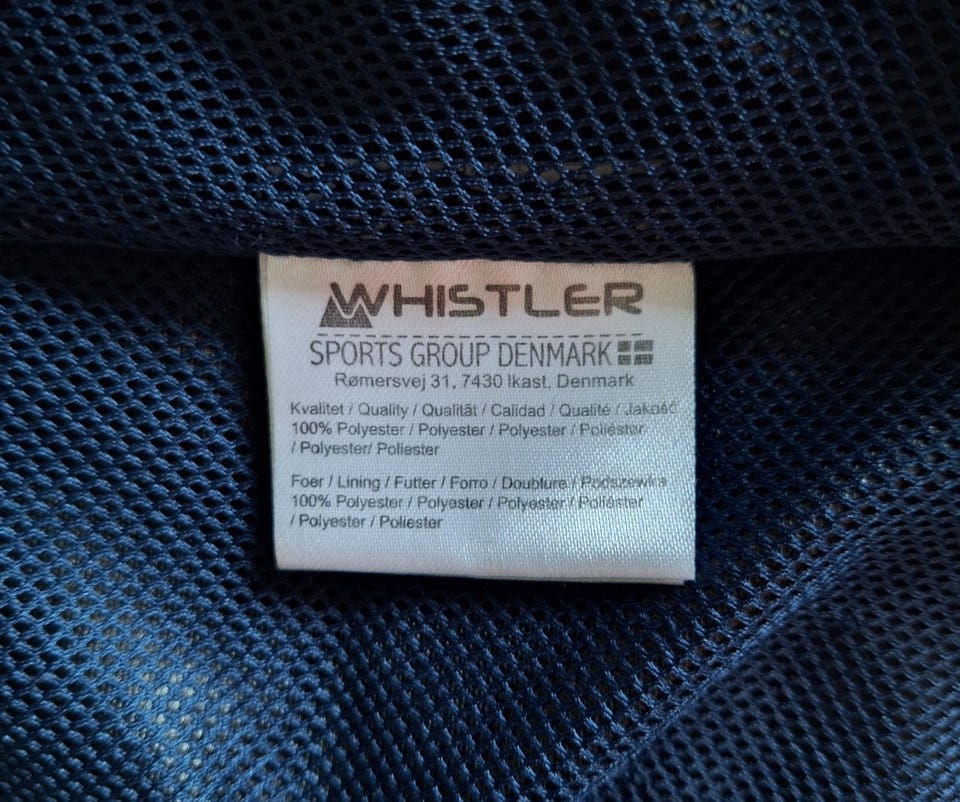 WHISTLER
SPORTS GROUP DENMARK
Rømersvej 31, 7430 Ikast, Denmark
Kvalitet / Quality / Qualität / Calidad / Qualité / Jakość
100% Polyester / Polyester / Polyester / Poliéster
/ Polyester/ Poliester
Foer / Lining / Futter / Forro / Doublure / Podszewka
100% Polyester / Polyester / Polyester / Poliéster
/ Polyester / Poliester